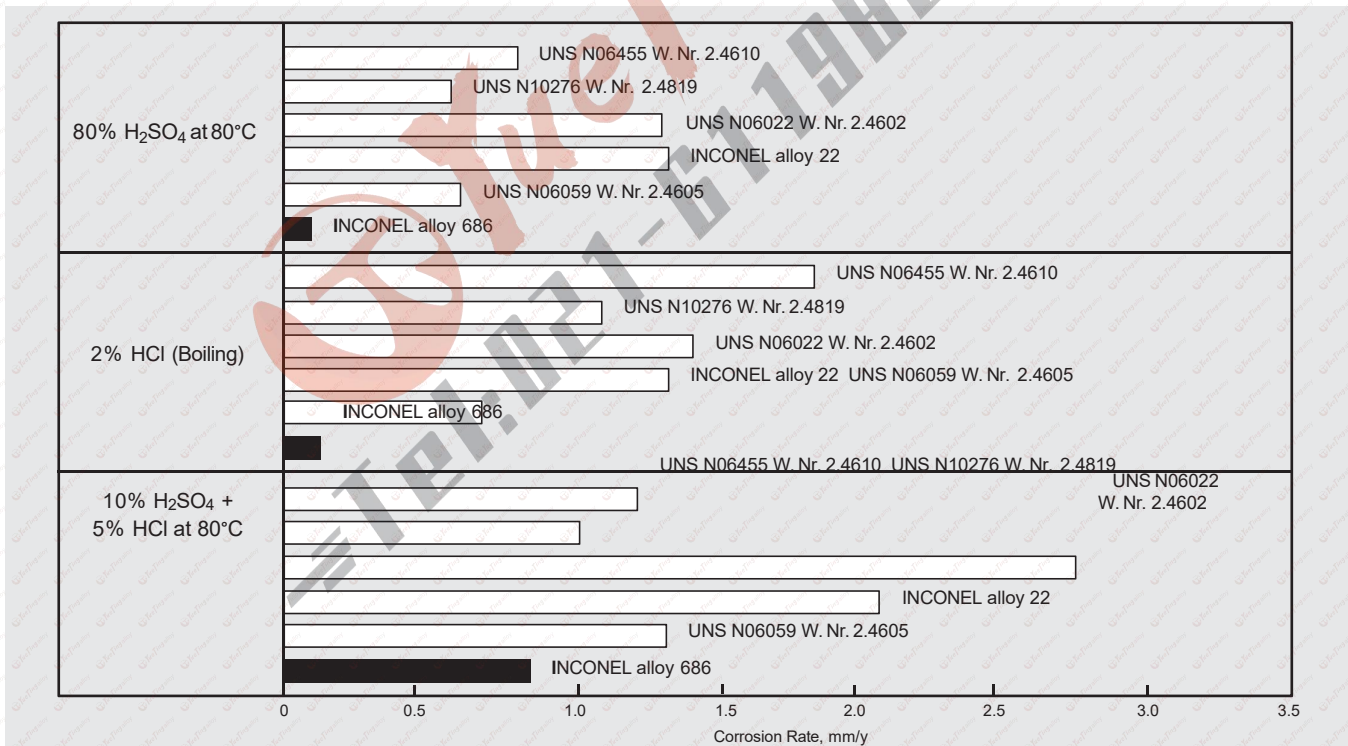 80% H₂SO₄ at 80°C
UNS N06455 W. Nr. 2.4610
UNS N10276 W. Nr. 2.4819
UNS N06022 W. Nr. 2.4602
INCONEL alloy 22
UNS N06059 W. Nr. 2.4605
INCONEL alloy 686
2% HCl (Boiling)
UNS N06455 W. Nr. 2.4610
UNS N10276 W. Nr. 2.4819
UNS N06022 W. Nr. 2.4602
INCONEL alloy 22 UNS N06059 W. Nr. 2.4605
INCONEL alloy 686
10% H₂SO₄ +
5% HCl at 80°C
UNS N06455 W. Nr. 2.4610 UNS N10276 W. Nr. 2.4819
UNS N06022
W. Nr. 2.4602
INCONEL alloy 22
UNS N06059 W. Nr. 2.4605
INCONEL alloy 686
0 0.5 1.0 1.5 2.0 2.5 3.0 3.5
Corrosion Rate, mm/y
Yuel
Tel:021-6119